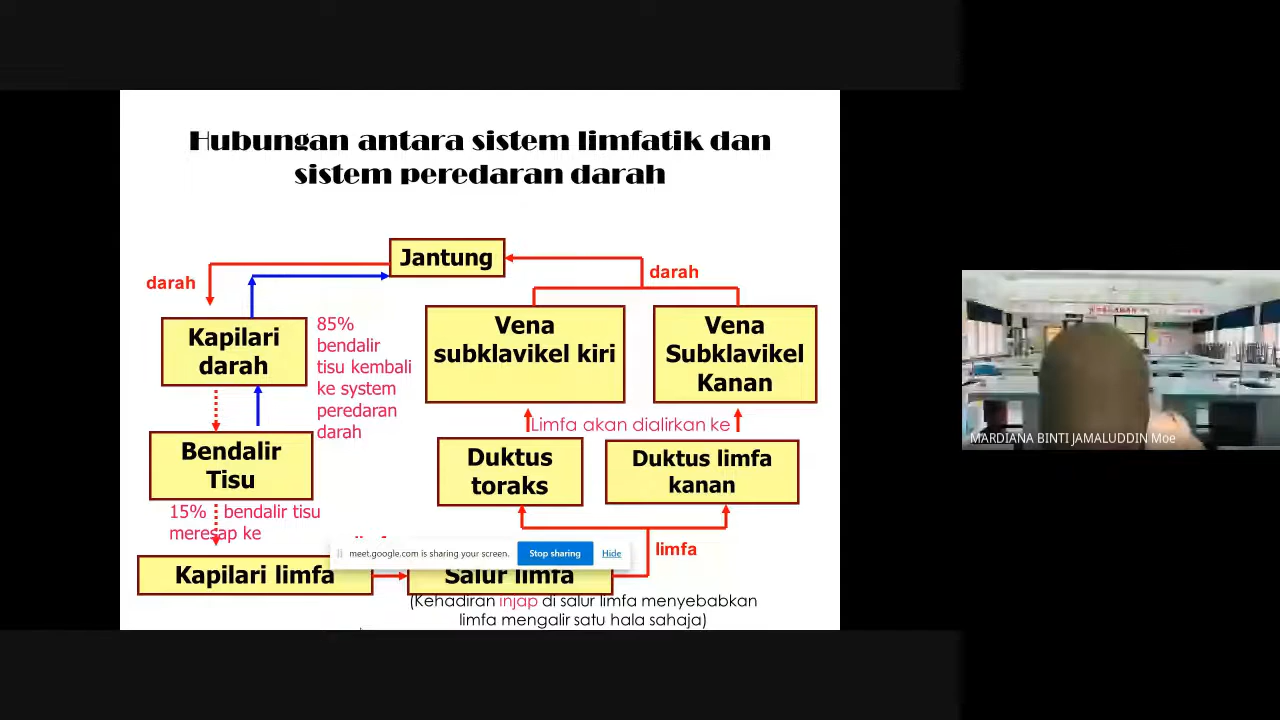 Hubungan antara sistem limfatik dan
sistem peredaran darah
Jantung
darah
darah
Kapilari
darah
85%
bendalir
tisu kembali
ke system
peredaran
darah
Vena
subklavikel kiri
Vena
Subklavikel
Kanan
Limfa akan dialirkan ke
Bendalir
Tisu
Duktus
toraks
Duktus limfa
kanan
15% bendalir tisu
meresap ke
limfa
meet.google.com is sharing your screen.
Stop sharing
Hide
Kapilari limfa
Salur limfa
(Kehadiran injap di salur limfa menyebabkan
limfa mengalir satu hala sahaja)
MARDIANA BINTI JAMALUDDIN Moe